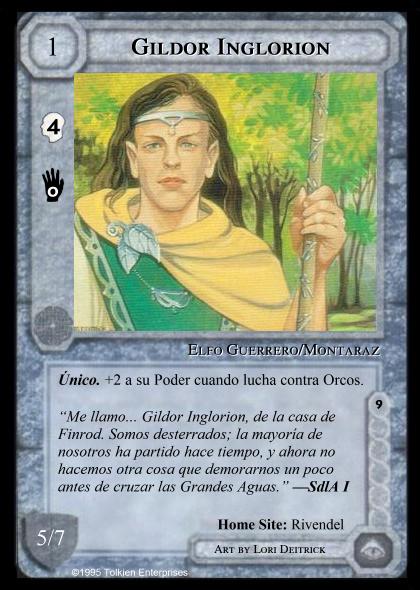 1
GILDOR INGLORION
4
0
ELFO GUERRERO/MONTARAZ
Único. +2 a su Poder cuando lucha contra Orcos.
9
“Me llamo... Gildor Inglorion, de la casa de
Finrod. Somos desterrados; la mayoría de
nosotros ha partido hace tiempo, y ahora no
hacemos otra cosa que demorarnos un poco
antes de cruzar las Grandes Aguas.” —SdlA I
Home Site: Rivendel
5/7
ART BY LORI DEITRICK
©1995 Tolkien Enterprises